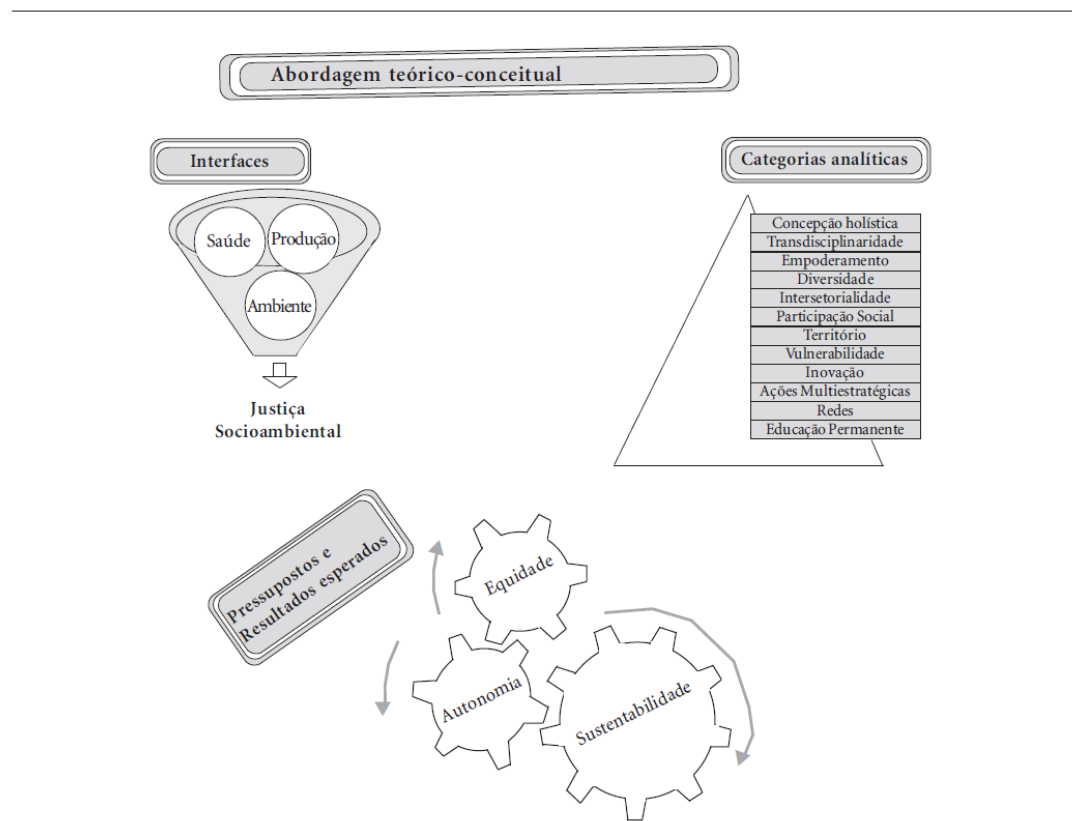 Abordagem teórico-conceitual
Interfaces
Saúde
Produção
Ambiente
Justiça
Socioambiental
Categorias analíticas
Concepção holística
Transdisciplinaridade
Empoderamento
Diversidade
Intersetorialidade
Participação Social
Território
Vulnerabilidade
Inovação
Ações Multiestratégicas
Redes
Educação Permanente
Pressupostos e
Resultados esperados
Equidade
Autonomia
Sustentabilidade